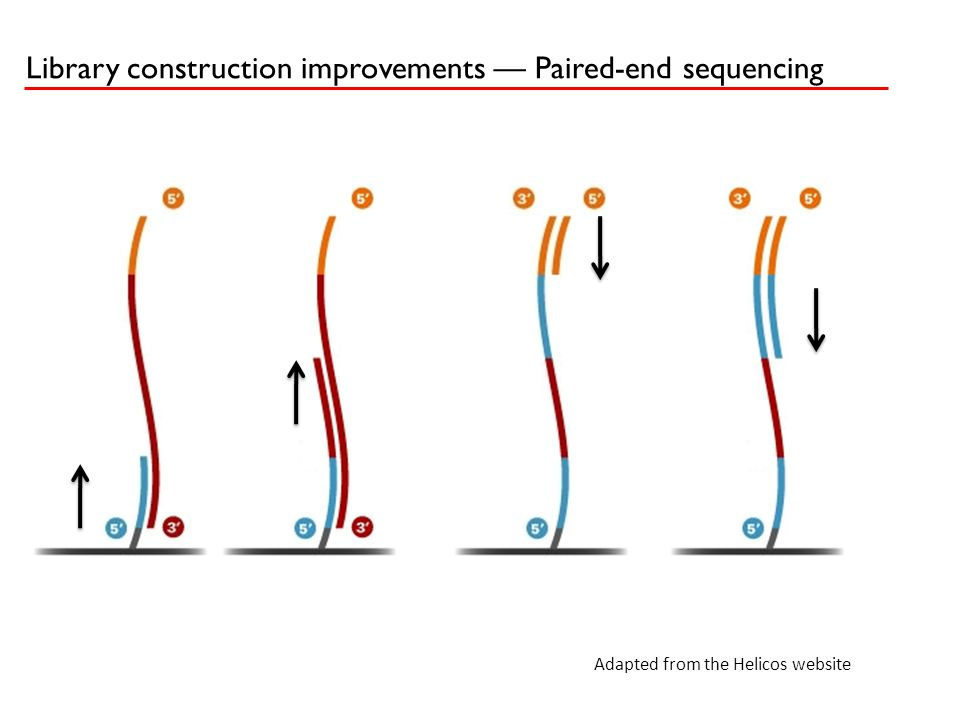 Library construction improvements — Paired-end sequencing
5’ 5’ 3’ 5’ 3’ 5’
5’ 3’ 5’ 3’ 5’ 5’
Adapted from the Helicos website